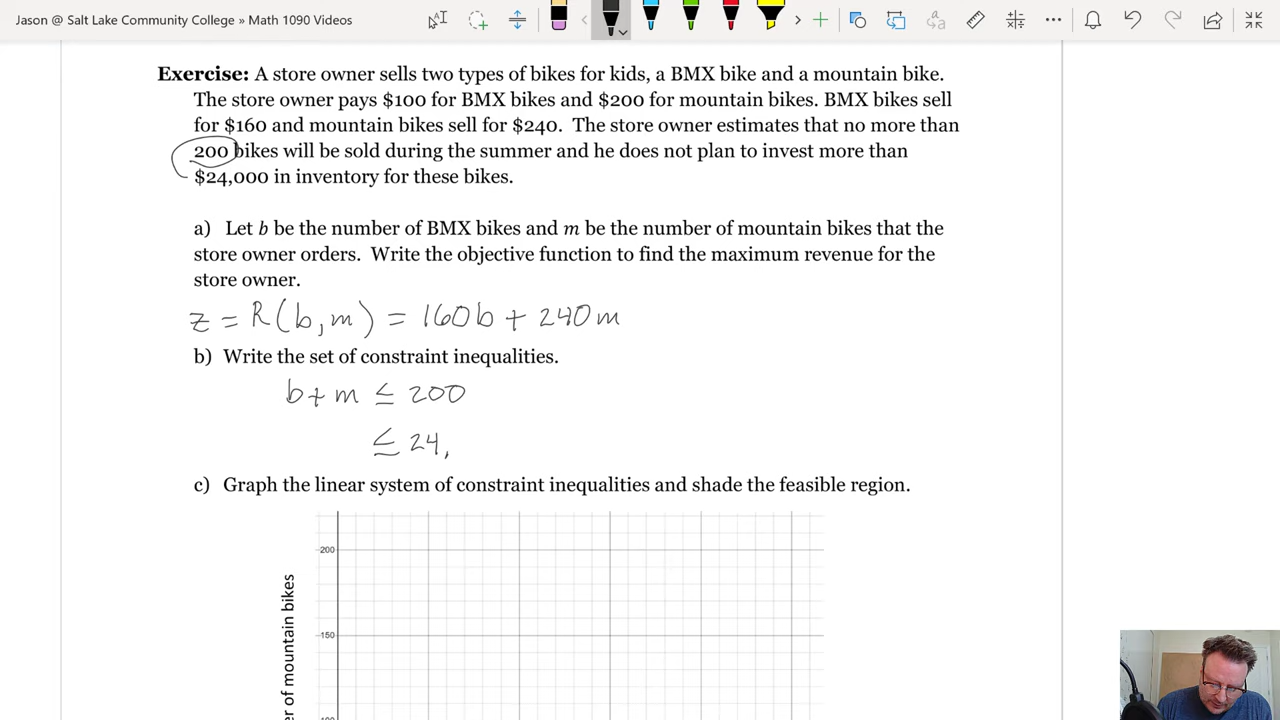 Jason @ Salt Lake Community College » Math 1090 Videos
Exercise: A store owner sells two types of bikes for kids, a BMX bike and a mountain bike.
The store owner pays $100 for BMX bikes and $200 for mountain bikes. BMX bikes sell
for $160 and mountain bikes sell for $240. The store owner estimates that no more than
200 bikes will be sold during the summer and he does not plan to invest more than
$24,000 in inventory for these bikes.
a) Let b be the number of BMX bikes and m be the number of mountain bikes that the
store owner orders. Write the objective function to find the maximum revenue for the
store owner.
z = R(b,m) = 160b + 240m
b) Write the set of constraint inequalities.
b+m ≤ 200
≤ 24,
c) Graph the linear system of constraint inequalities and shade the feasible region.
200
150
of mountain bikes